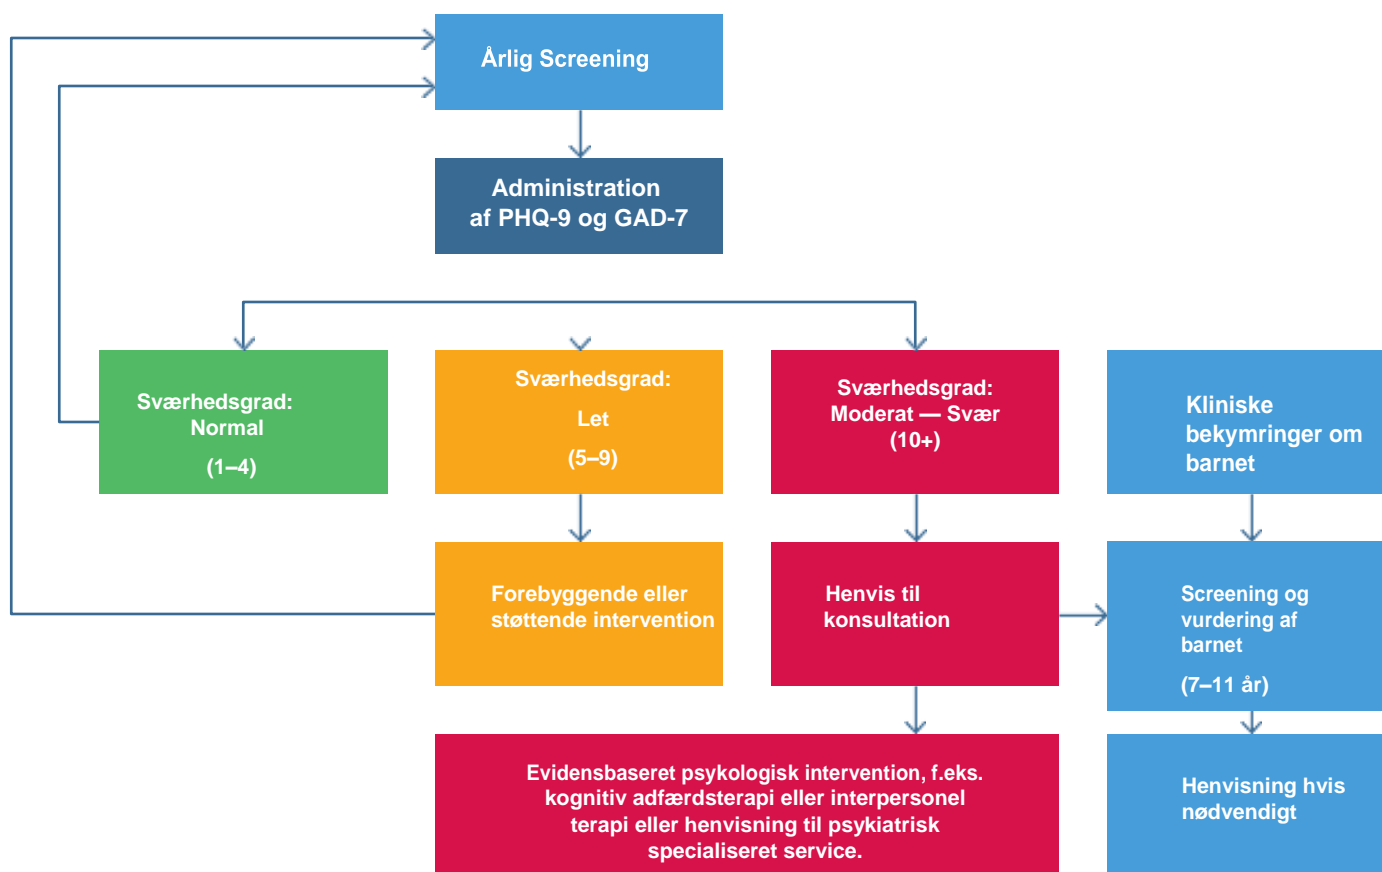 Årlig Screening
Administration
af PHQ-9 og GAD-7
Sværhedsgrad:
Normal
(1–4)
Sværhedsgrad:
Let
(5–9)
Sværhedsgrad:
Moderat — Svær
(10+)
Kliniske
bekymringer om
barnet
Forebyggende eller
støttende intervention
Henvis til
konsultation
Screening og
vurdering af
barnet
(7–11 år)
Evidensbaseret psykologisk intervention, f.eks.
kognitiv adfærdsterapi eller interpersonel
terapi eller henvisning til psykiatrisk
specialiseret service.
Henvisning hvis
nødvendigt